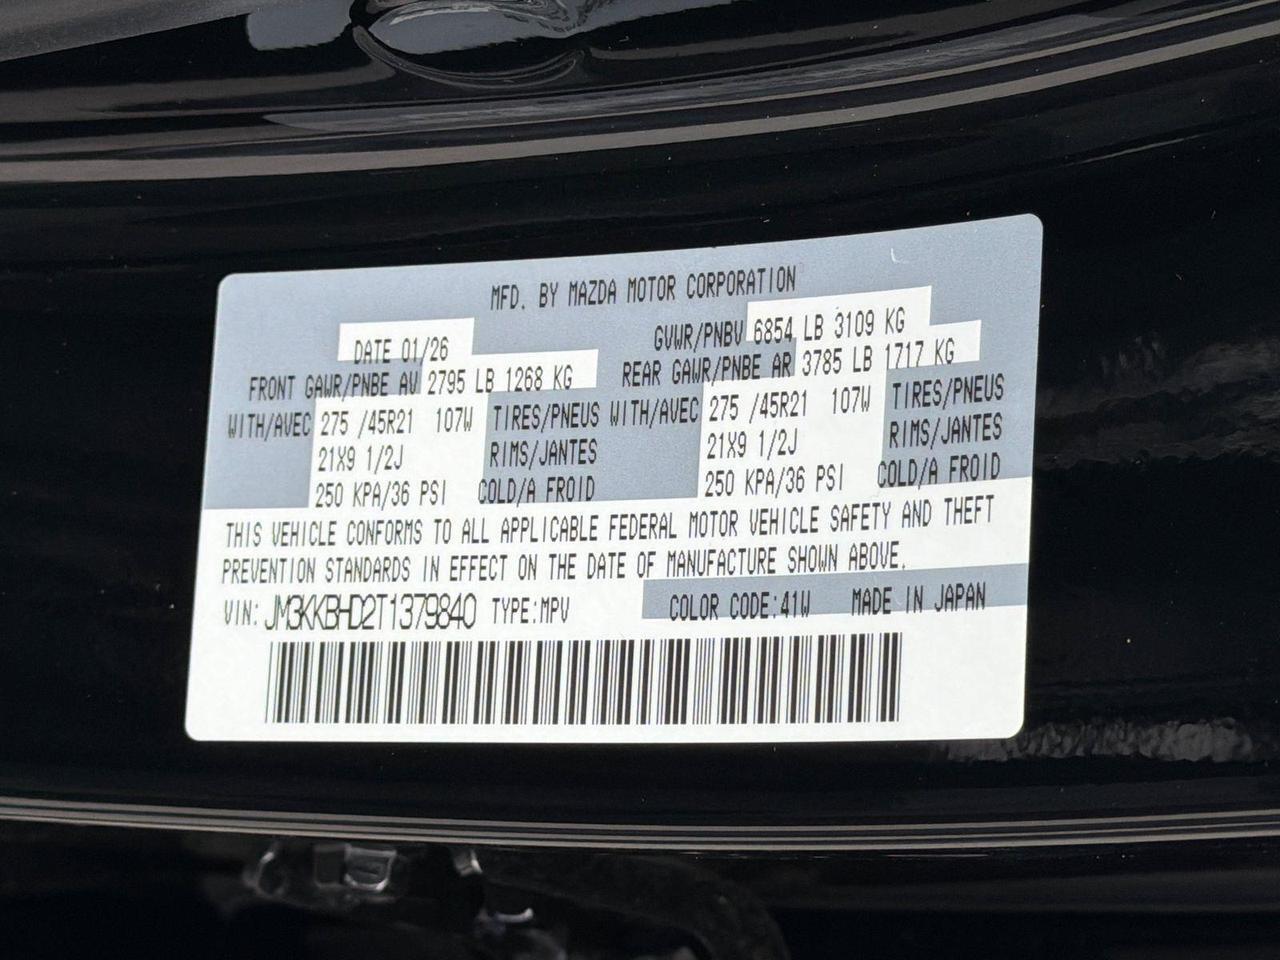 MFD. BY MAZDA MOTOR CORPORATION
DATE 01/26 GVWR/PNBV 6854 LB 3109 KG
FRONT GAWR/PNBE AV 2795 LB 1268 KG REAR GAWR/PNBE AR 3785 LB 1717 KG
WITH/AVEC 275 /45R21 107W TIRES/PNEUS WITH/AVEC 275 /45R21 107W TIRES/PNEUS
21X9 1/2J RIMS/JANTES 21X9 1/2J RIMS/JANTES
250 KPA/36 PSI COLD/A FROID 250 KPA/36 PSI COLD/A FROID
THIS VEHICLE CONFORMS TO ALL APPLICABLE FEDERAL MOTOR VEHICLE SAFETY AND THEFT
PREVENTION STANDARDS IN EFFECT ON THE DATE OF MANUFACTURE SHOWN ABOVE.
VIN: JM3KKBHD2T1379840 TYPE:MPV COLOR CODE:41W MADE IN JAPAN